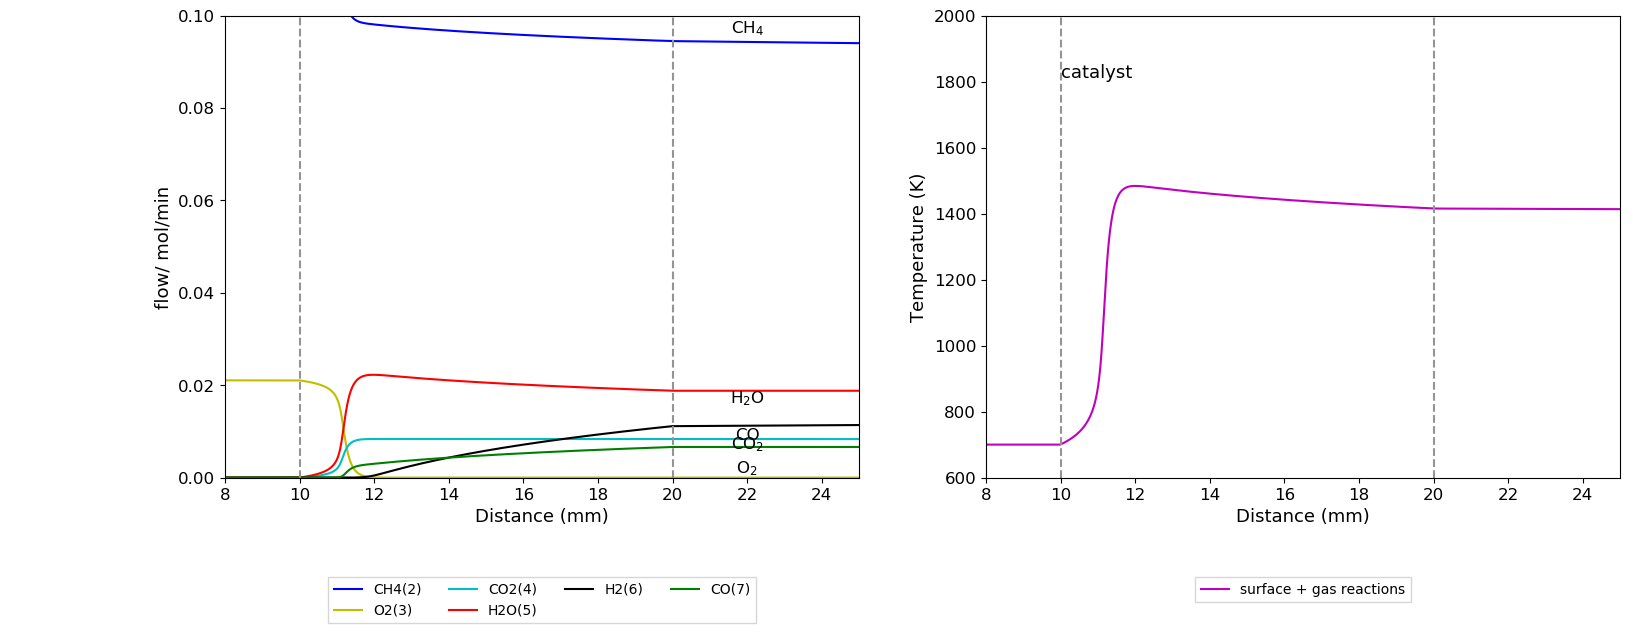 0.10
0.08
0.06
0.04
0.02
0.00
flow/ mol/min
CH₄
H₂O
CO
CO₂
O₂
8 10 12 14 16 18 20 22 24
Distance (mm)
CH4(2) CO2(4) H2(6) CO(7)
O2(3) H2O(5)
2000
1800
1600
1400
1200
1000
800
600
Temperature (K)
catalyst
8 10 12 14 16 18 20 22 24
Distance (mm)
surface + gas reactions